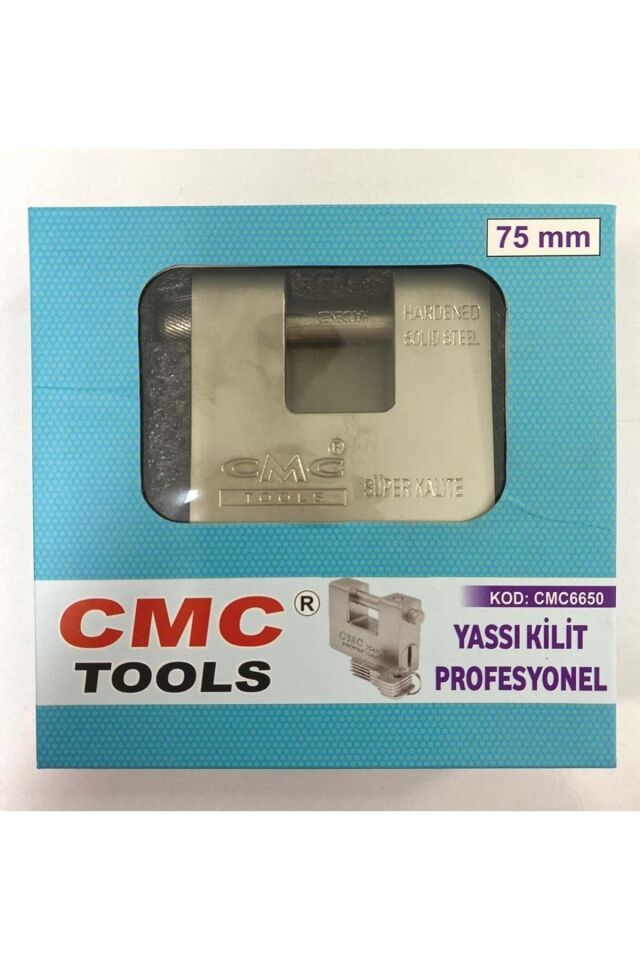 75 mm
HARDENED
SOLID STEEL
CMC®
TOOLS
SÜPER KALİTE
CMC®
TOOLS
KOD: CMC6650
YASSI KİLİT
PROFESYONEL